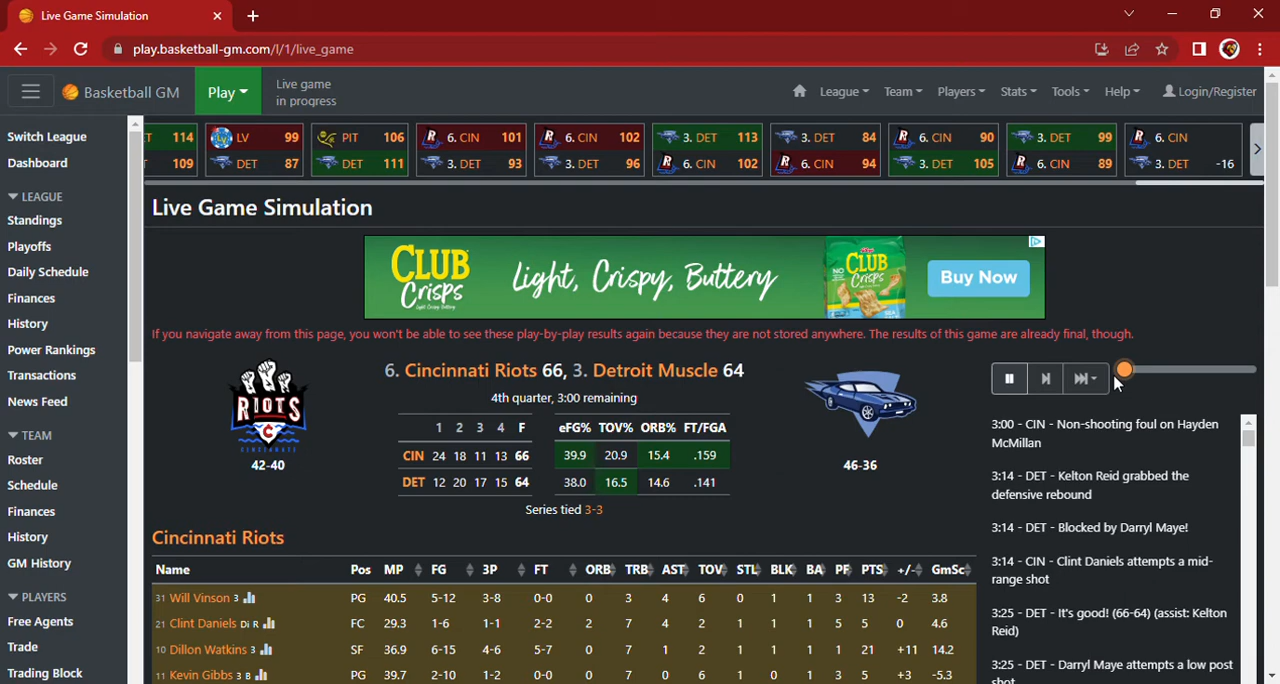 Live Game Simulation
play.basketball-gm.com/l/1/live_game
Basketball GM
Play
Live game
in progress
League
Team
Players
Stats
Tools
Help
Login/Register
Switch League
Dashboard
LEAGUE
Standings
Playoffs
Daily Schedule
Finances
History
Power Rankings
Transactions
News Feed
TEAM
Roster
Schedule
Finances
History
GM History
PLAYERS
Free Agents
Trade
Trading Block
114
109
LV 99
DET 87
PIT 106
DET 111
6. CIN 101
3. DET 93
6. CIN 102
3. DET 96
3. DET 113
6. CIN 102
3. DET 84
6. CIN 94
6. CIN 90
3. DET 105
3. DET 99
6. CIN 89
6. CIN
3. DET -16
Live Game Simulation
CLUB
Crisps
Light, Crispy, Buttery
CLUB
Crisps
Buy Now
If you navigate away from this page, you won't be able to see these play-by-play results again because they are not stored anywhere. The results of this game are already final, though.
RIOTS
CINCINNATI
42-40
6. Cincinnati Riots 66, 3. Detroit Muscle 64
4th quarter, 3:00 remaining
1 2 3 4 F
CIN 24 18 11 13 66
DET 12 20 17 15 64
eFG% TOV% ORB% FT/FGA
39.9 20.9 15.4 .159
38.0 16.5 14.6 .141
Series tied 3-3
46-36
3:00 - CIN - Non-shooting foul on Hayden
McMillan
3:14 - DET - Kelton Reid grabbed the
defensive rebound
3:14 - DET - Blocked by Darryl Maye!
3:14 - CIN - Clint Daniels attempts a mid-
range shot
3:25 - DET - It's good! (66-64) (assist: Kelton
Reid)
3:25 - DET - Darryl Maye attempts a low post
shot
Cincinnati Riots
Name Pos MP FG 3P FT ORB TRB AST TOV STL BLK BA PF PTS +/- GmSc
31 Will Vinson 3 PG 40.5 5-12 3-8 0-0 0 3 4 6 0 1 1 3 13 -2 3.8
21 Clint Daniels Di R FC 29.3 1-6 1-1 2-2 2 7 4 2 1 1 1 5 5 0 4.6
10 Dillon Watkins 3 SF 36.9 6-15 4-6 5-7 0 7 1 2 1 1 1 1 21 +11 14.2
11 Kevin Gibbs 3 B PG 39.7 2-10 1-2 0-0 0 7 0 6 1 0 1 3 5 +3 -5.3